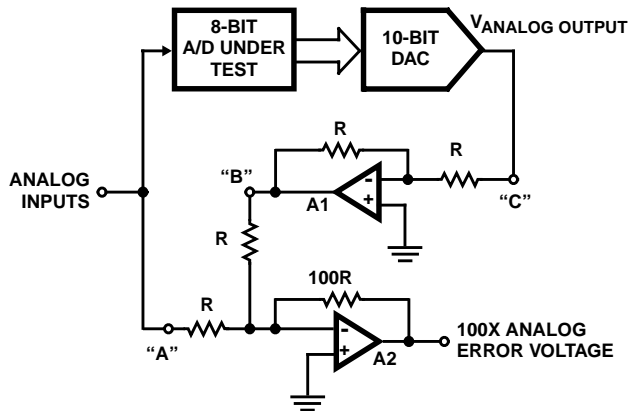 8-BIT
A/D UNDER
TEST
10-BIT
DAC
VANALOG OUTPUT
R
R
ANALOG
INPUTS
“B”
-
+
A1
“C”
R
100R
R
“A”
-
+
A2
100X ANALOG
ERROR VOLTAGE